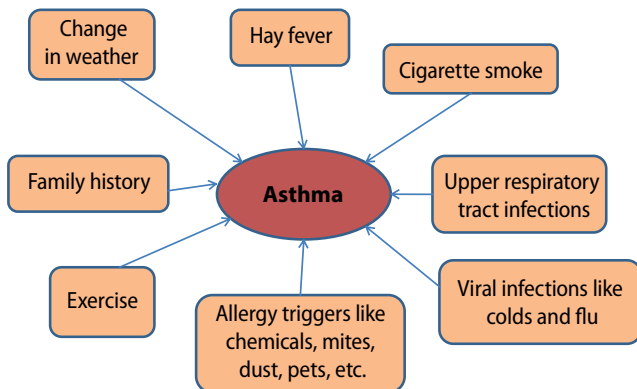 Change
in weather
Hay fever
Cigarette smoke
Family history
Asthma
Upper respiratory
tract infections
Exercise
Allergy triggers like
chemicals, mites,
dust, pets, etc.
Viral infections like
colds and flu